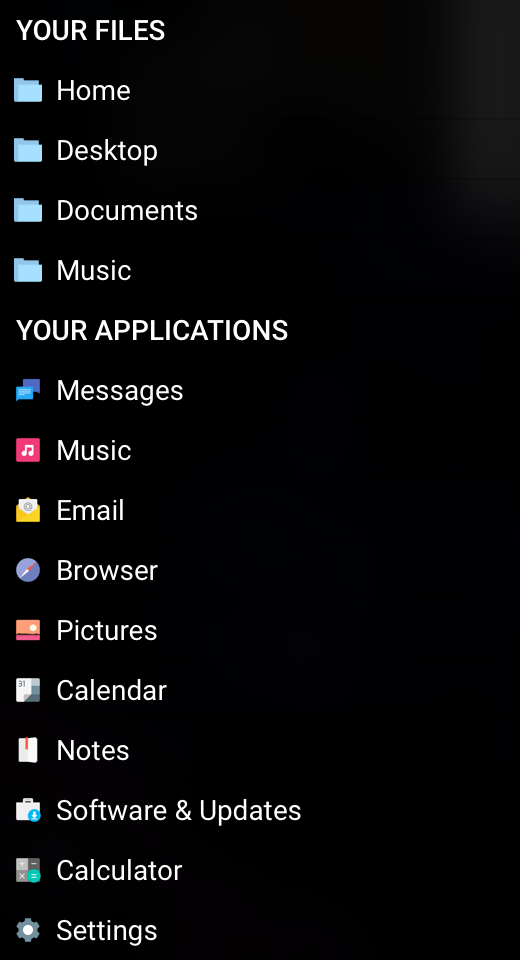 YOUR FILES
Home
Desktop
Documents
Music
YOUR APPLICATIONS
Messages
Music
Email
Browser
Pictures
31
Calendar
Notes
Software & Updates
Calculator
Settings